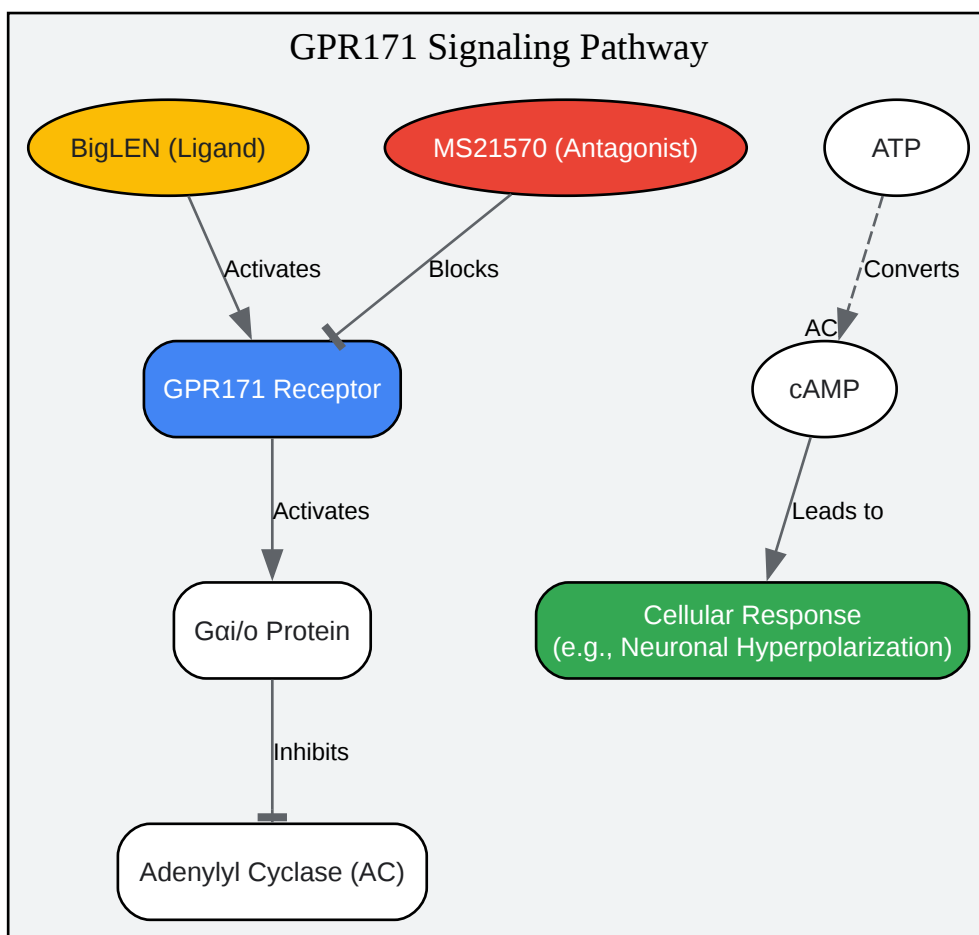 GPR171 Signaling Pathway
BigLEN (Ligand)
MS21570 (Antagonist)
ATP
Activates
Blocks
Converts
AC
GPR171 Receptor
cAMP
Activates
Leads to
Gαi/o Protein
Cellular Response
(e.g., Neuronal Hyperpolarization)
Inhibits
Adenylyl Cyclase (AC)